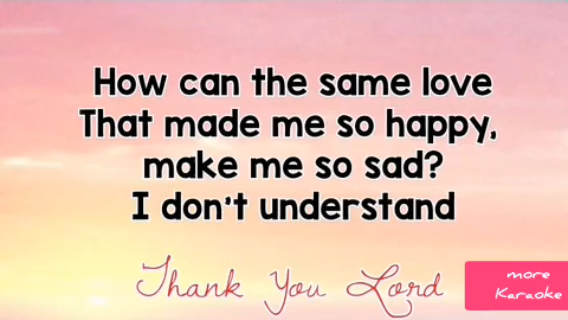 How can the same love
That made me so happy,
make me so sad?
I don't understand
Thank You Lord
more
Karaoke